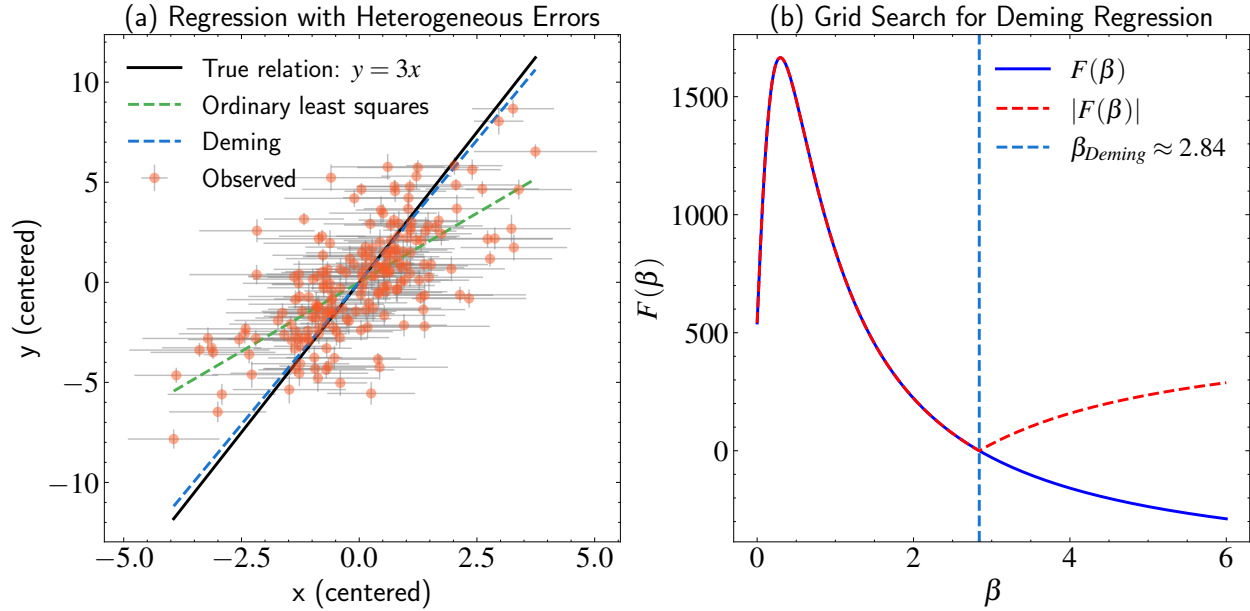 (a) Regression with Heterogeneous Errors
10
5
0
−5
−10
y (centered)
True relation: y = 3x
Ordinary least squares
Deming
Observed
−5.0
−2.5
0.0
2.5
5.0
x (centered)
(b) Grid Search for Deming Regression
1500
1000
500
0
F(β)
F(β)
|F(β)|
β_Deming ≈ 2.84
0
2
4
6
β